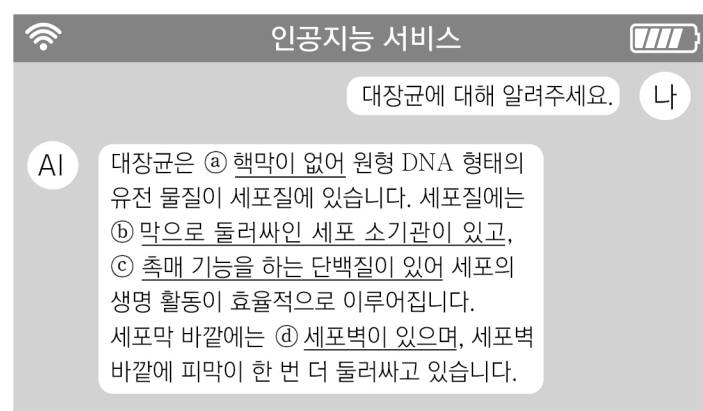 인공지능 서비스
대장균에 대해 알려주세요.
나
AI
대장균은 ⓐ 핵막이 없어 원형 DNA 형태의
유전 물질이 세포질에 있습니다. 세포질에는
ⓑ 막으로 둘러싸인 세포 소기관이 있고,
ⓒ 촉매 기능을 하는 단백질이 있어 세포의
생명 활동이 효율적으로 이루어집니다.
세포막 바깥에는 ⓓ 세포벽이 있으며, 세포벽
바깥에 피막이 한 번 더 둘러싸고 있습니다.